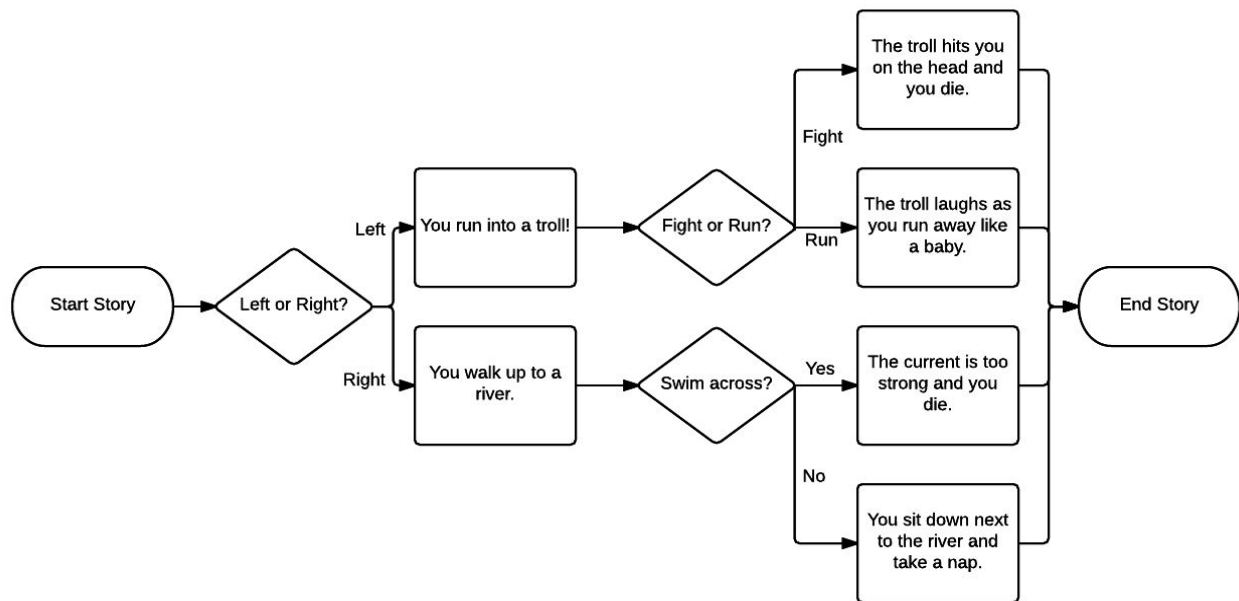 Start Story
Left or Right?
Left
You run into a troll!
Fight or Run?
Fight
The troll hits you
on the head and
you die.
Run
The troll laughs as
you run away like
a baby.
Right
You walk up to a
river.
Swim across?
Yes
The current is too
strong and you
die.
No
You sit down next
to the river and
take a nap.
End Story